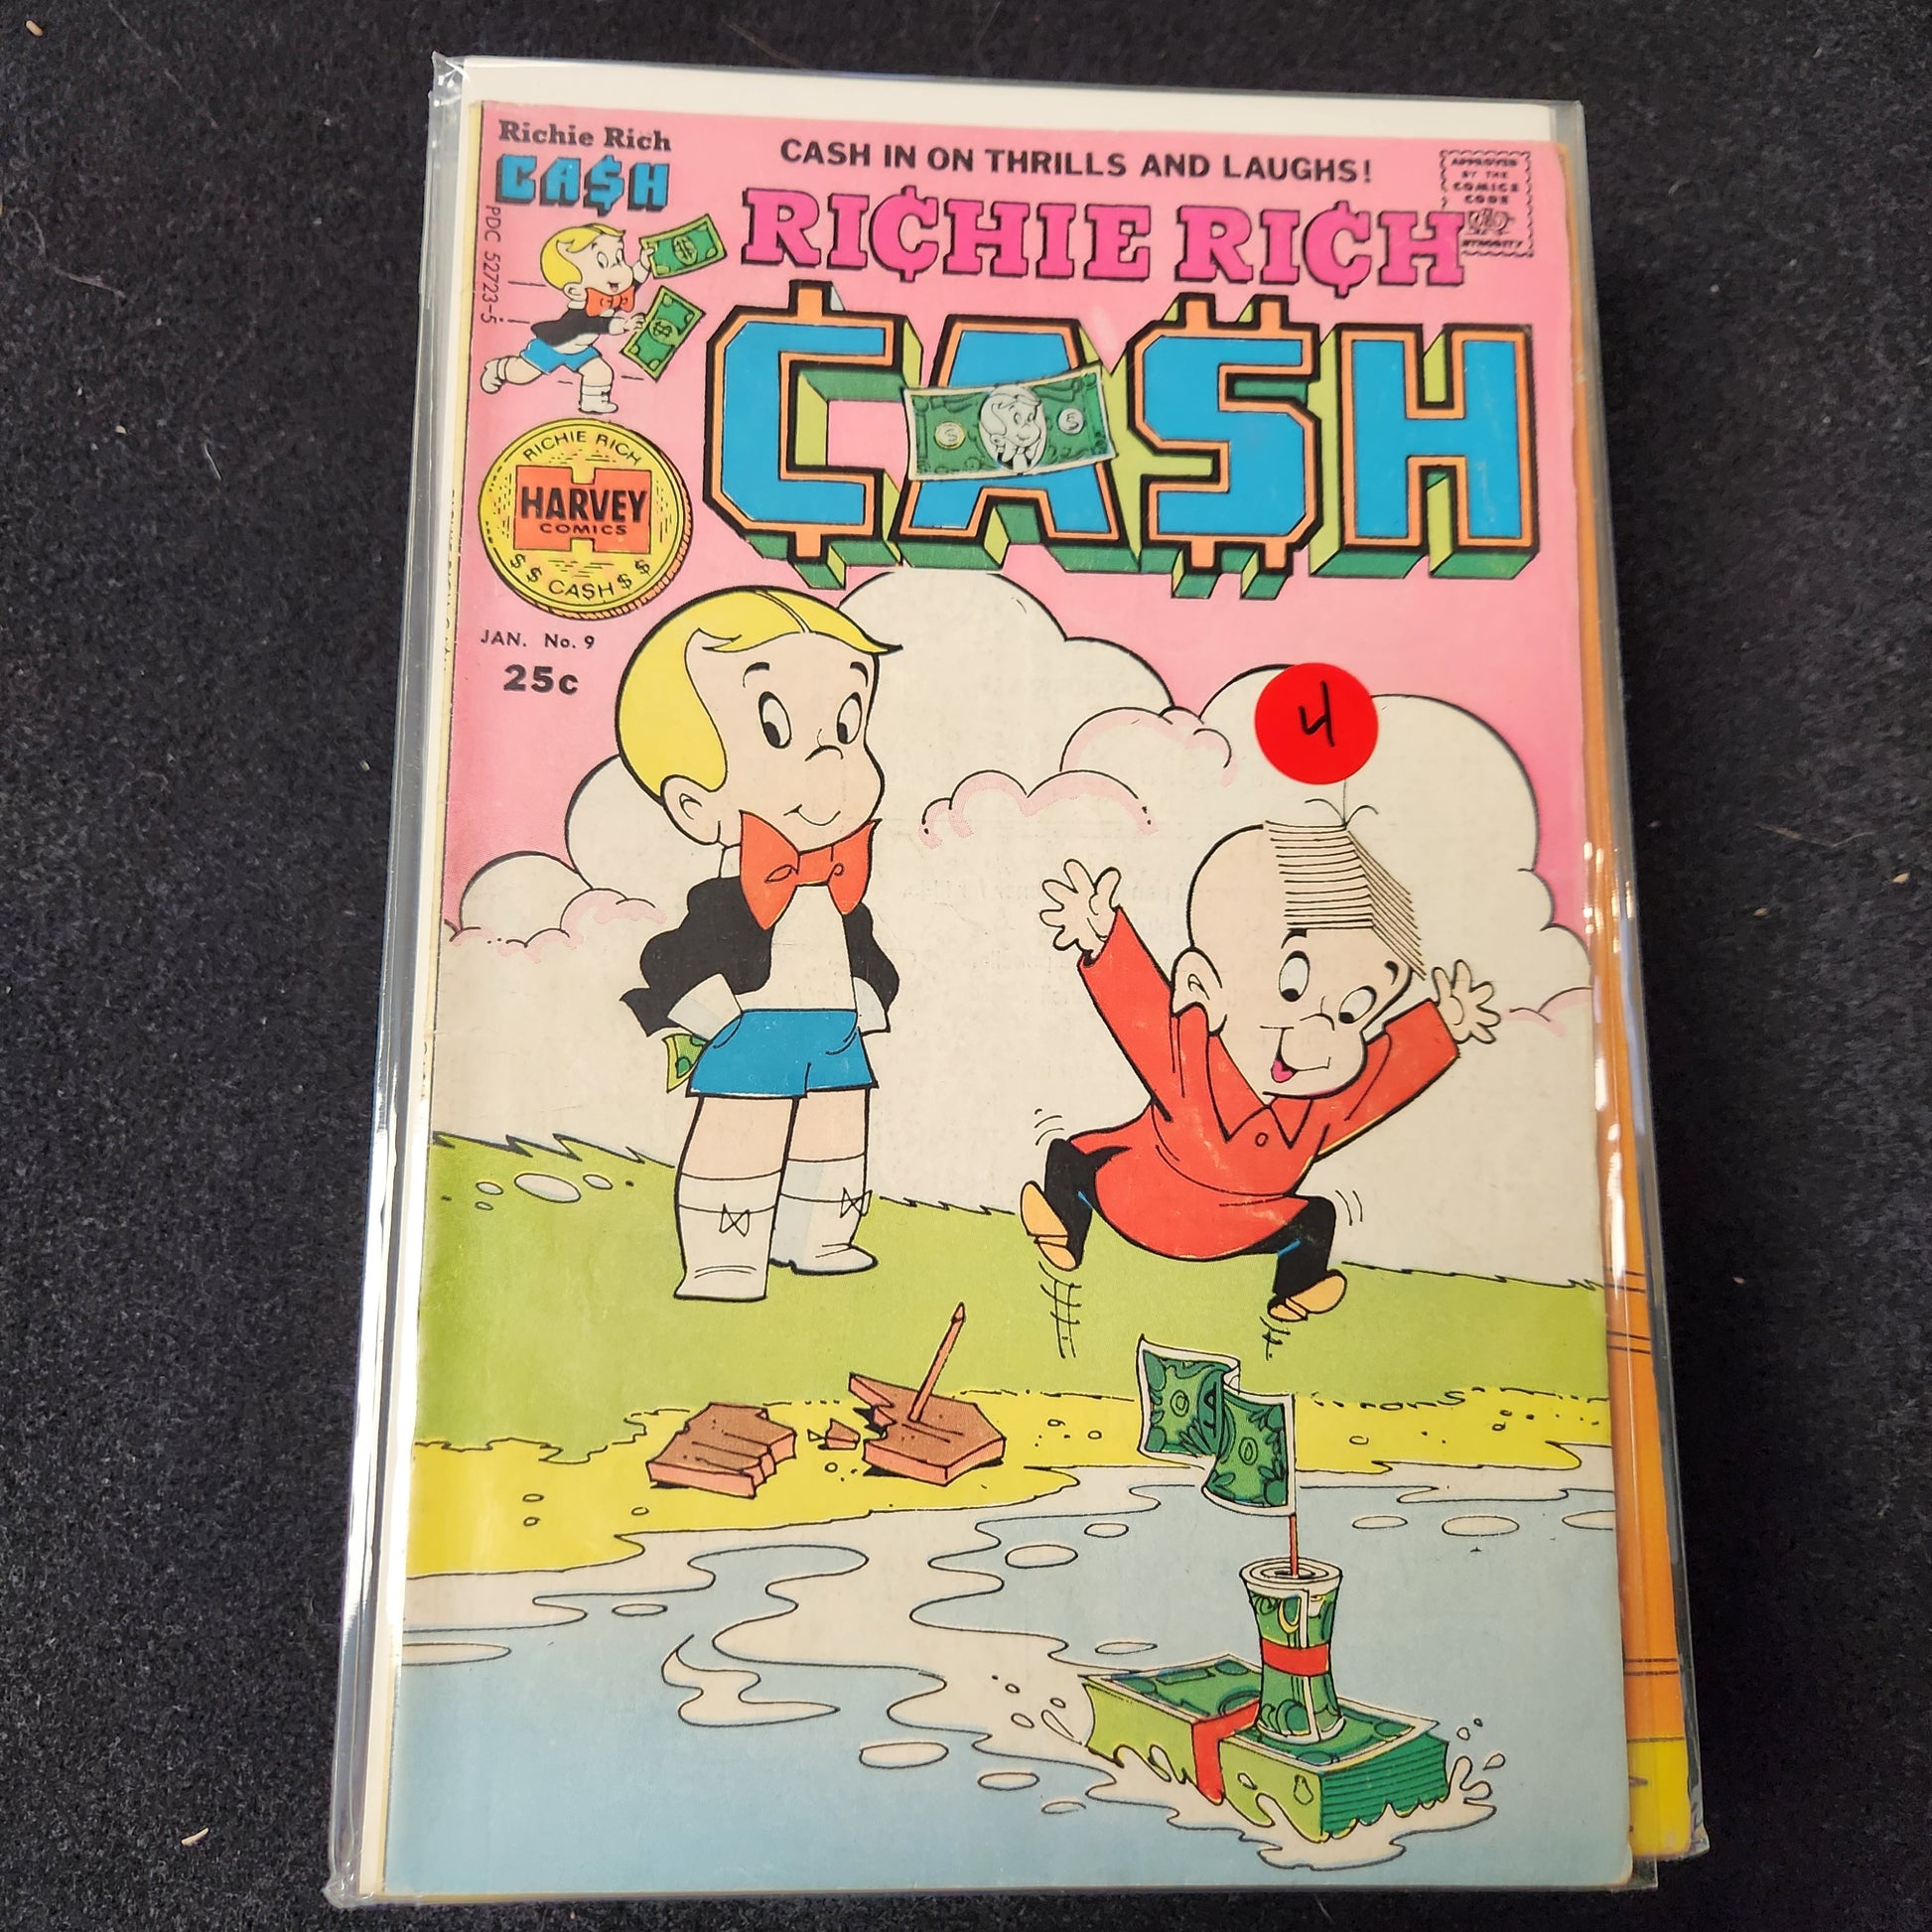 Richie Rich
CA$H
PDC 52723-5
CASH IN ON THRILLS AND LAUGHS!
APPROVED
BY THE
COMICS
CODE
AUTHORITY
RI¢HIE RI¢H
¢A$H
RICHIE RICH
HARVEY
COMICS
$$ CA$H $$
JAN. No. 9
25c
4